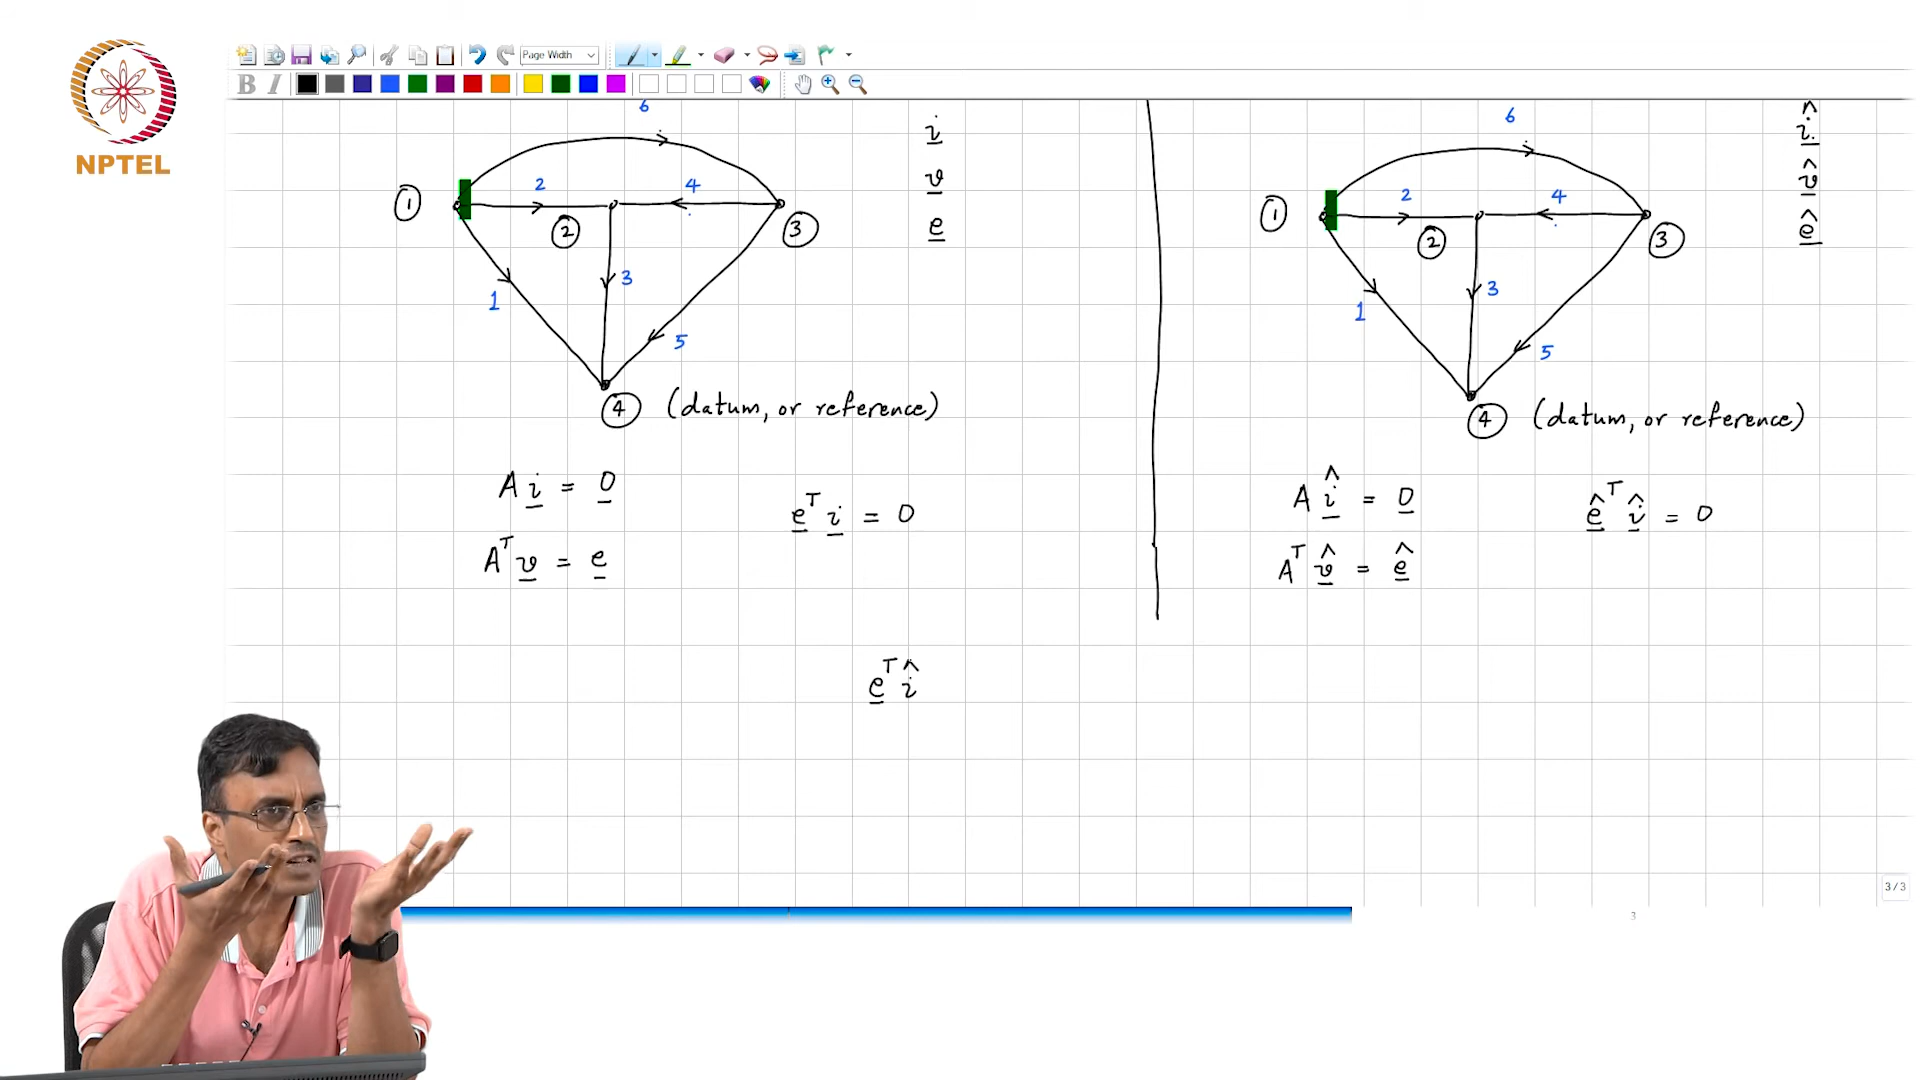 NPTEL
Page Width
B I
6
① 2 4
② ③
3
1
5
④ (datum, or reference)
i
v
e
A i = 0
e^T i = 0
A^T v = e
6
① 2 4
② ③
3
1
5
④ (datum, or reference)
î
v̂
ê
A î = 0
ê^T î = 0
A^T v̂ = ê
e^T î
3/3
3